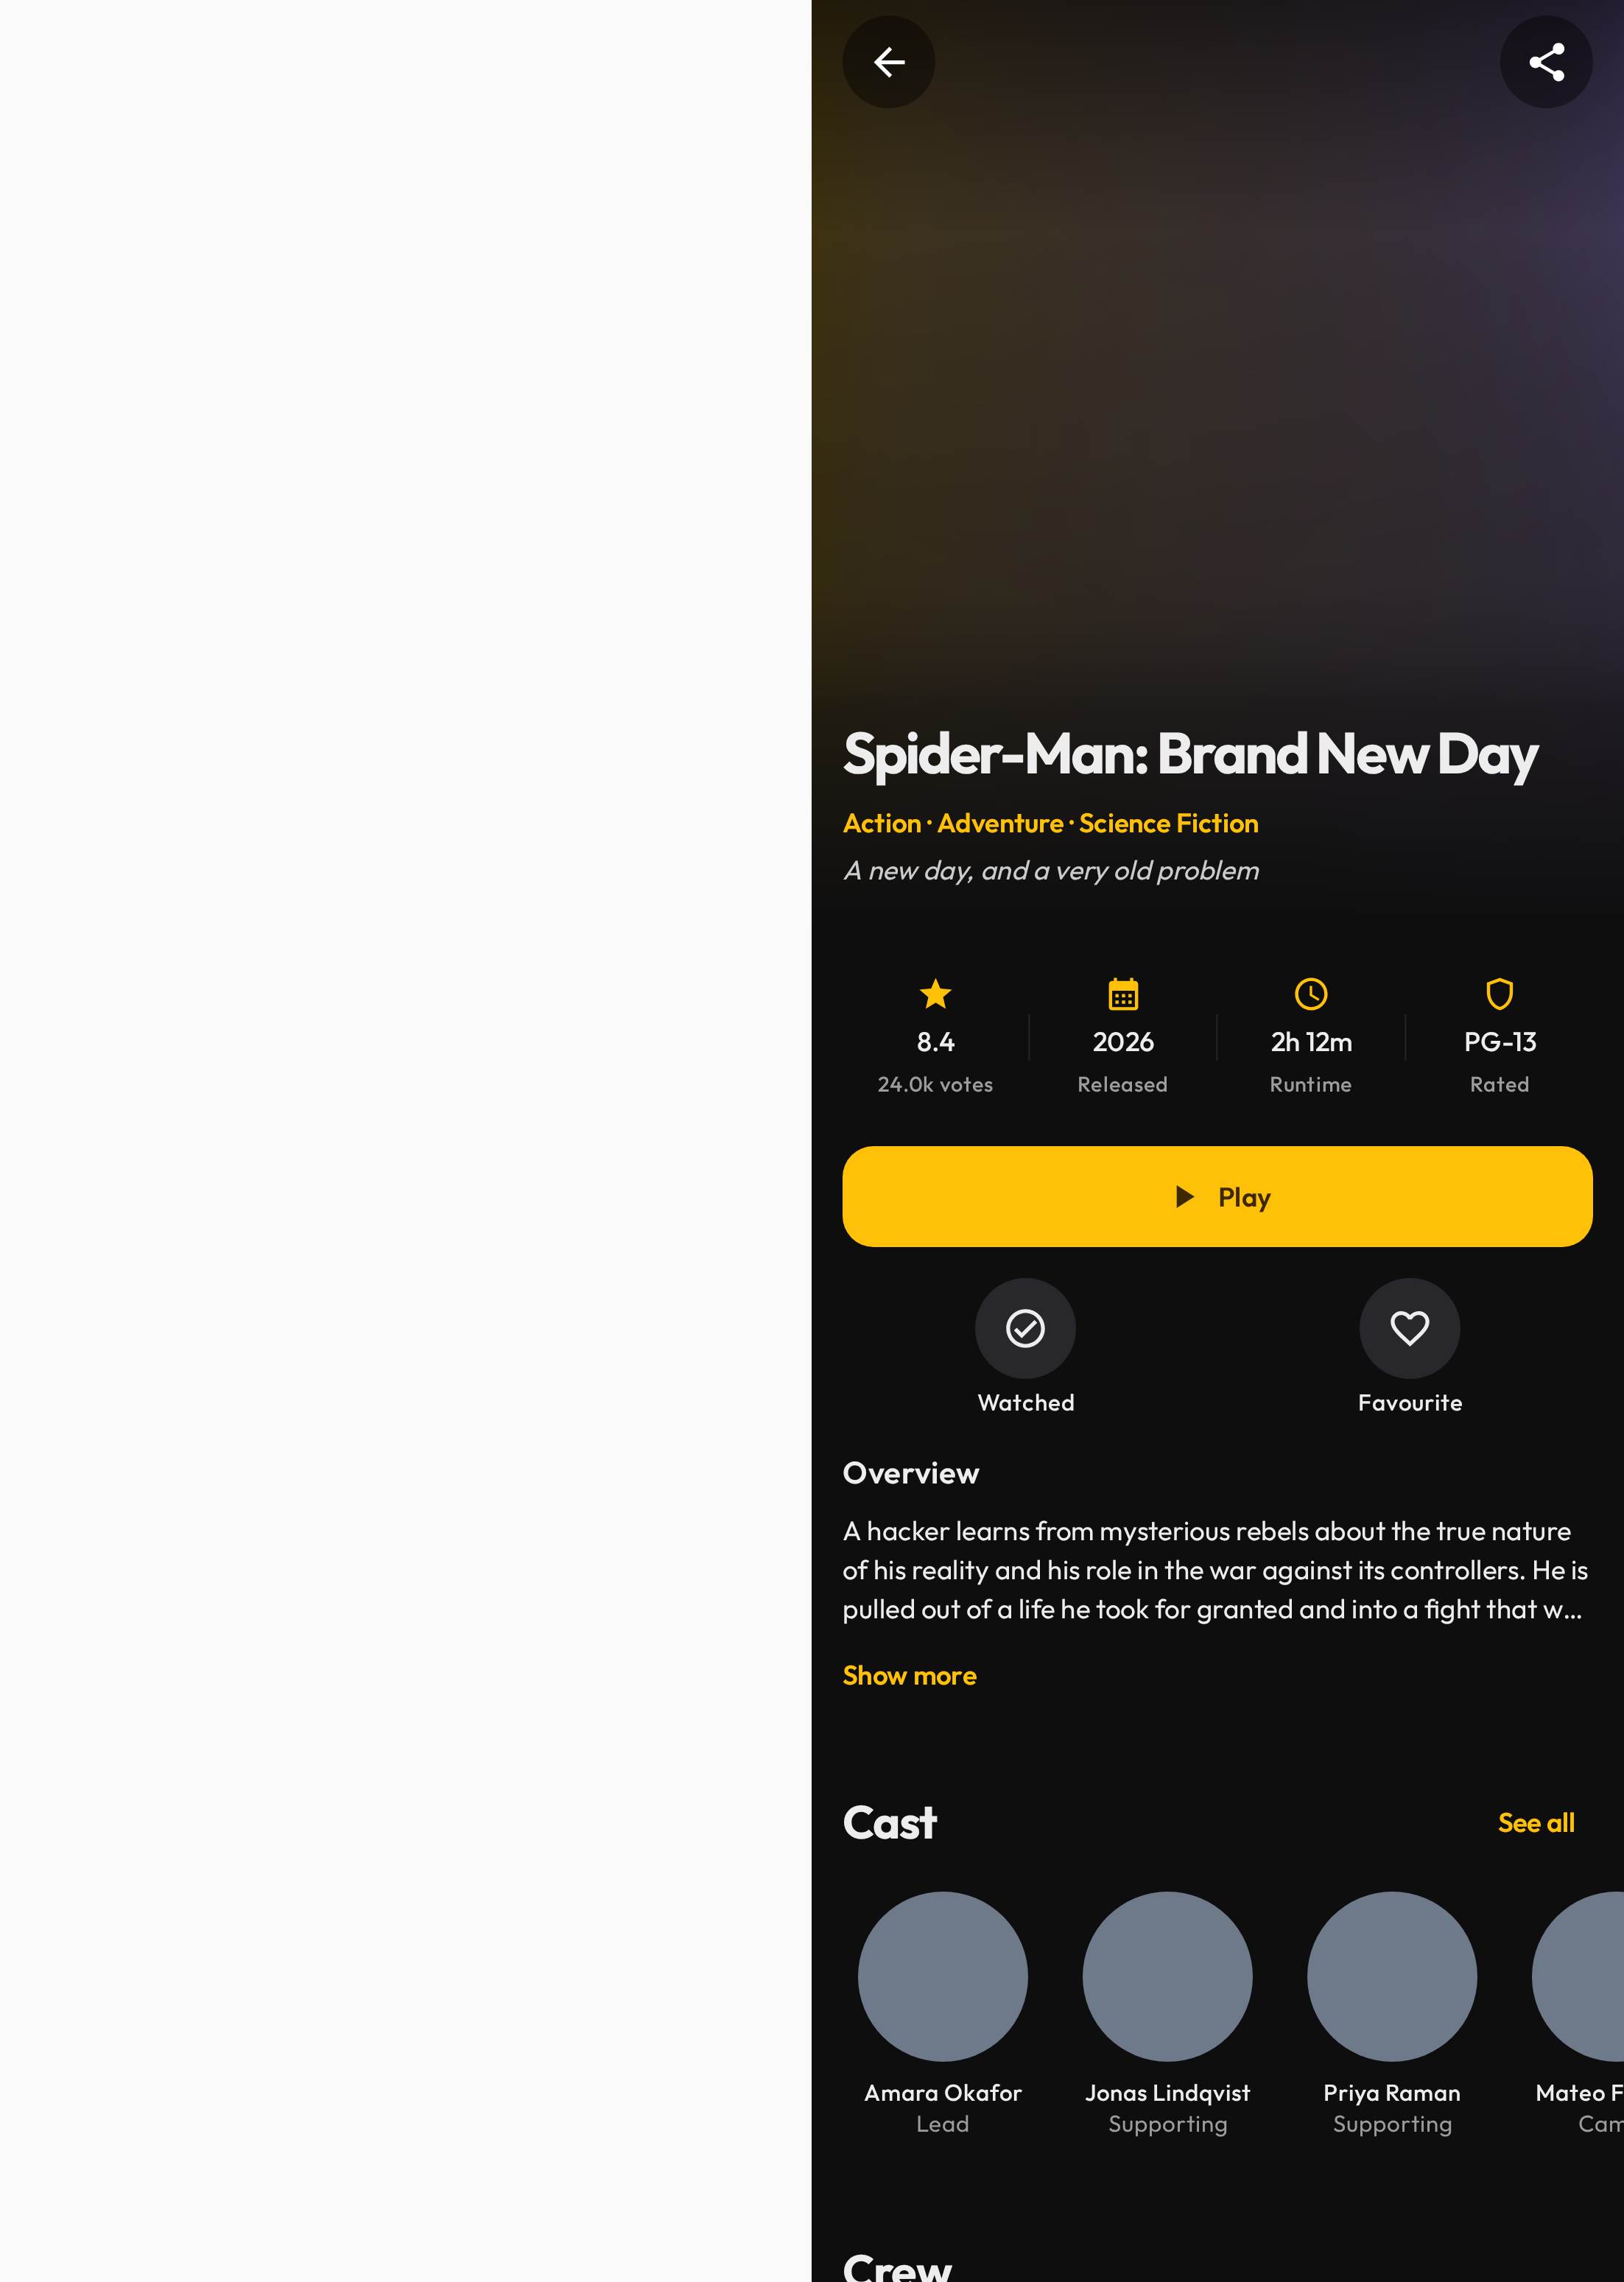 Spider-Man: Brand New Day
Action · Adventure · Science Fiction
A new day, and a very old problem
8.4
2026
2h 12m
PG-13
24.0k votes
Released
Runtime
Rated
Play
Watched
Favourite
Overview
A hacker learns from mysterious rebels about the true nature
of his reality and his role in the war against its controllers. He is
pulled out of a life he took for granted and into a fight that w...
Show more
Cast
See all
Amara Okafor
Jonas Lindqvist
Priya Raman
Mateo F
Lead
Supporting
Supporting
Cam
Crew